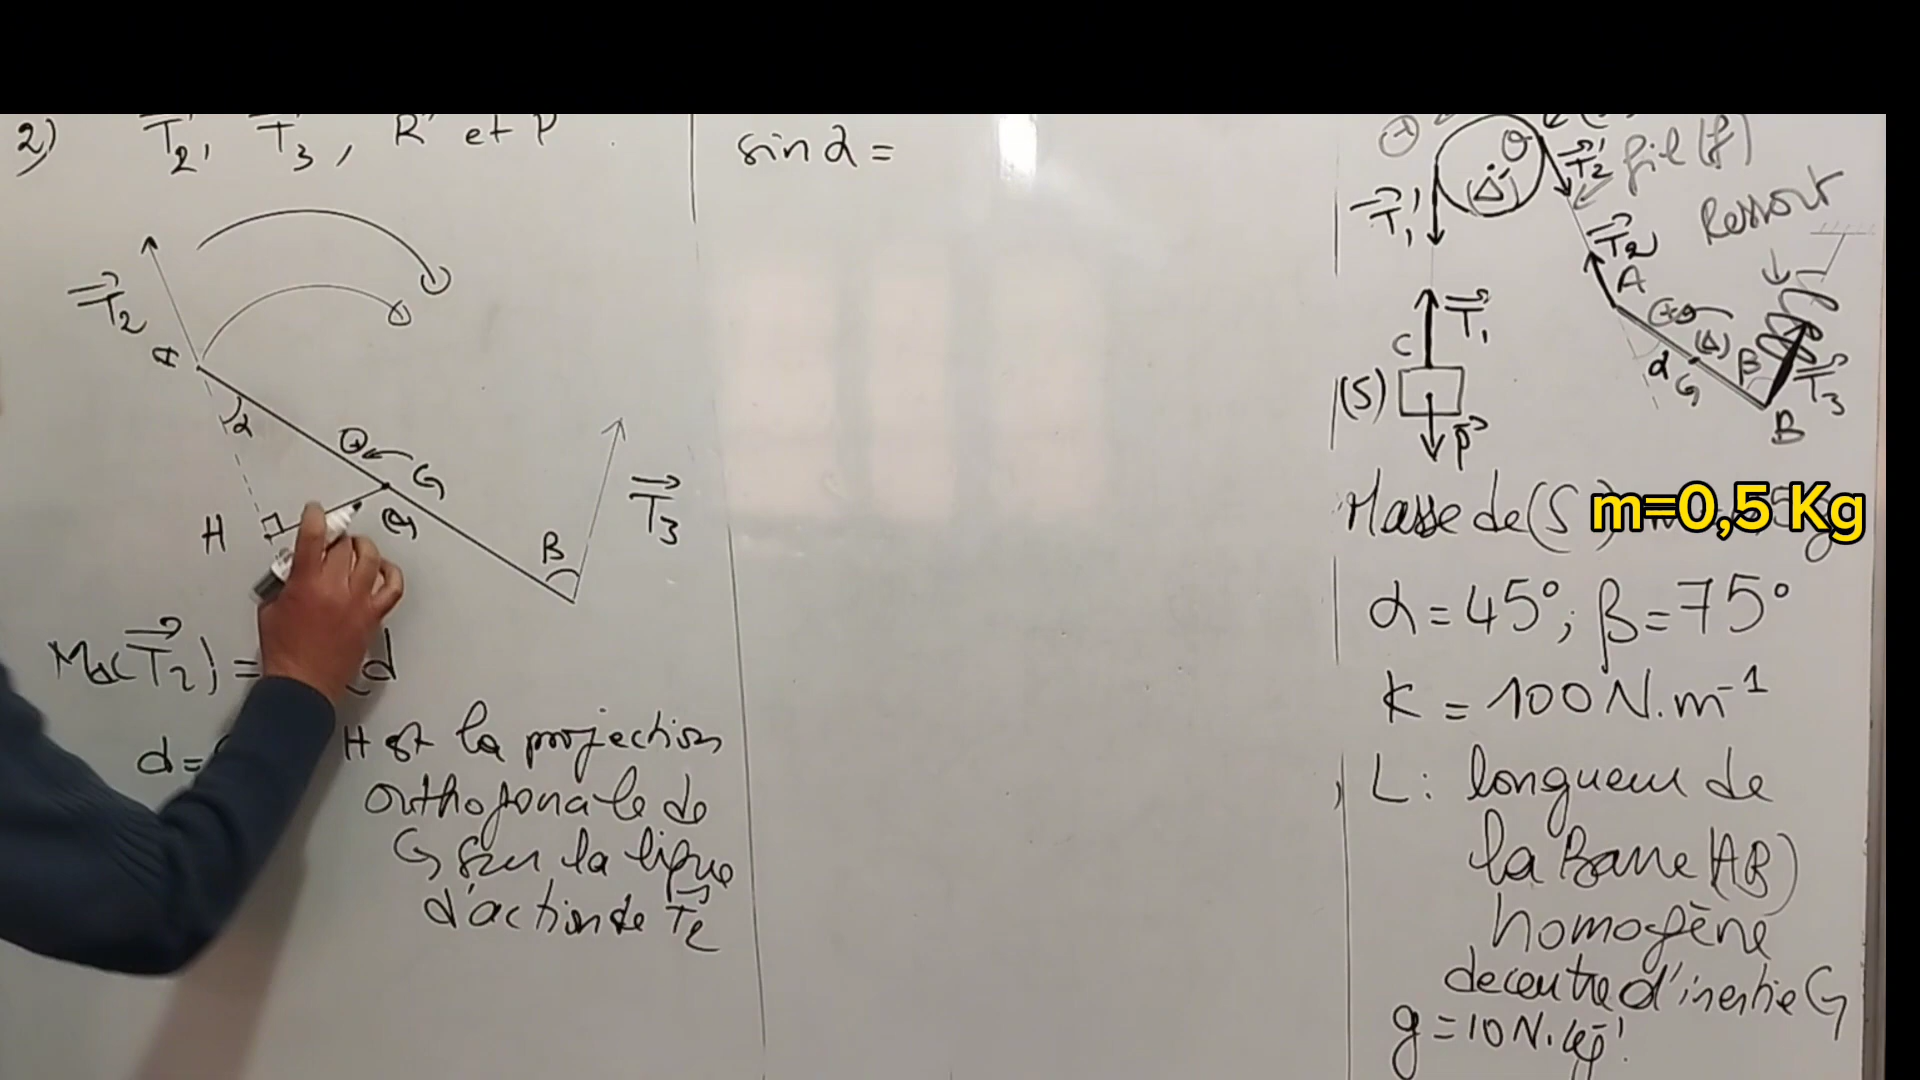 2) T2, T3, R et P.
T2
A
α
+
G
H
B
T3
MΔ(T2) = d
d=
H est la projection
orthogonale de
G sur la ligne
d'action de T2
sin α =
+
O
(Δ')
T'1
T'2
fil (f)
Ressort
T2
A
T1
C
(S)
P
α
G
(Δ)
β
T3
B
Masse de (S)
m=0,5 Kg
α = 45°; β = 75°
K = 100 N.m⁻¹
L: longueur de
la Barre (AB)
homogène
de centre d'inertie G
g = 10 N.kg⁻¹.